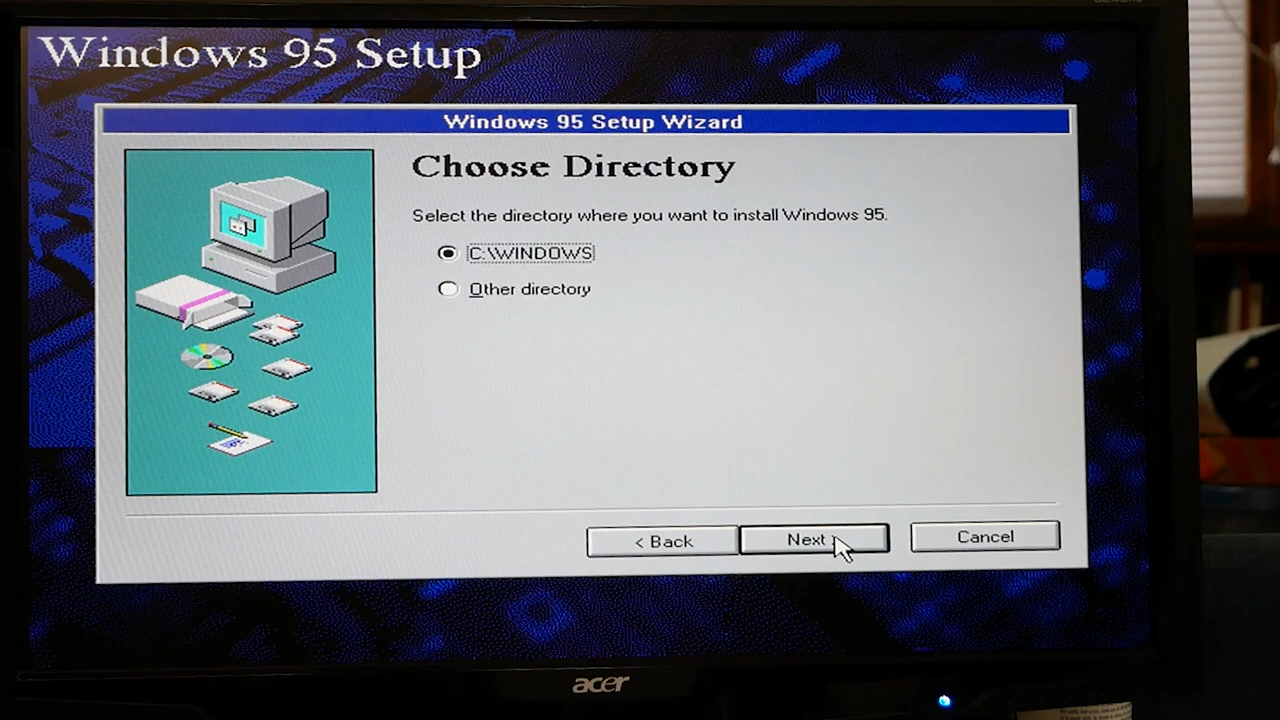 Windows 95 Setup
Windows 95 Setup Wizard
Choose Directory
Select the directory where you want to install Windows 95.
C:\WINDOWS
Other directory
< Back
Next
Cancel
acer